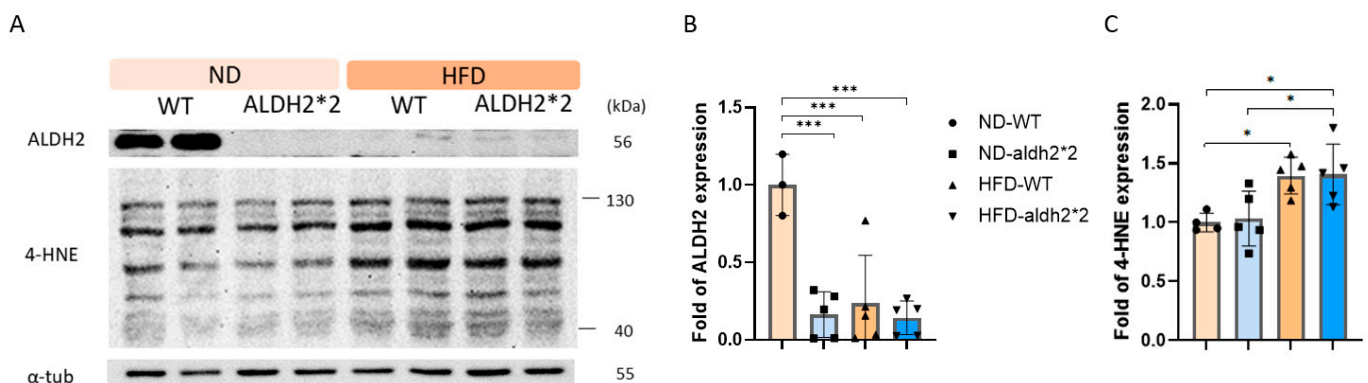 A
ND HFD
WT ALDH2*2 WT ALDH2*2 (kDa)
ALDH2 56
130
4-HNE
40
α-tub 55
B
Fold of ALDH2 expression
1.5
1.0
0.5
0.0
***
***
***
ND-WT
ND-aldh2*2
HFD-WT
HFD-aldh2*2
C
Fold of 4-HNE expression
2.0
1.5
1.0
0.5
0.0
*
*
*